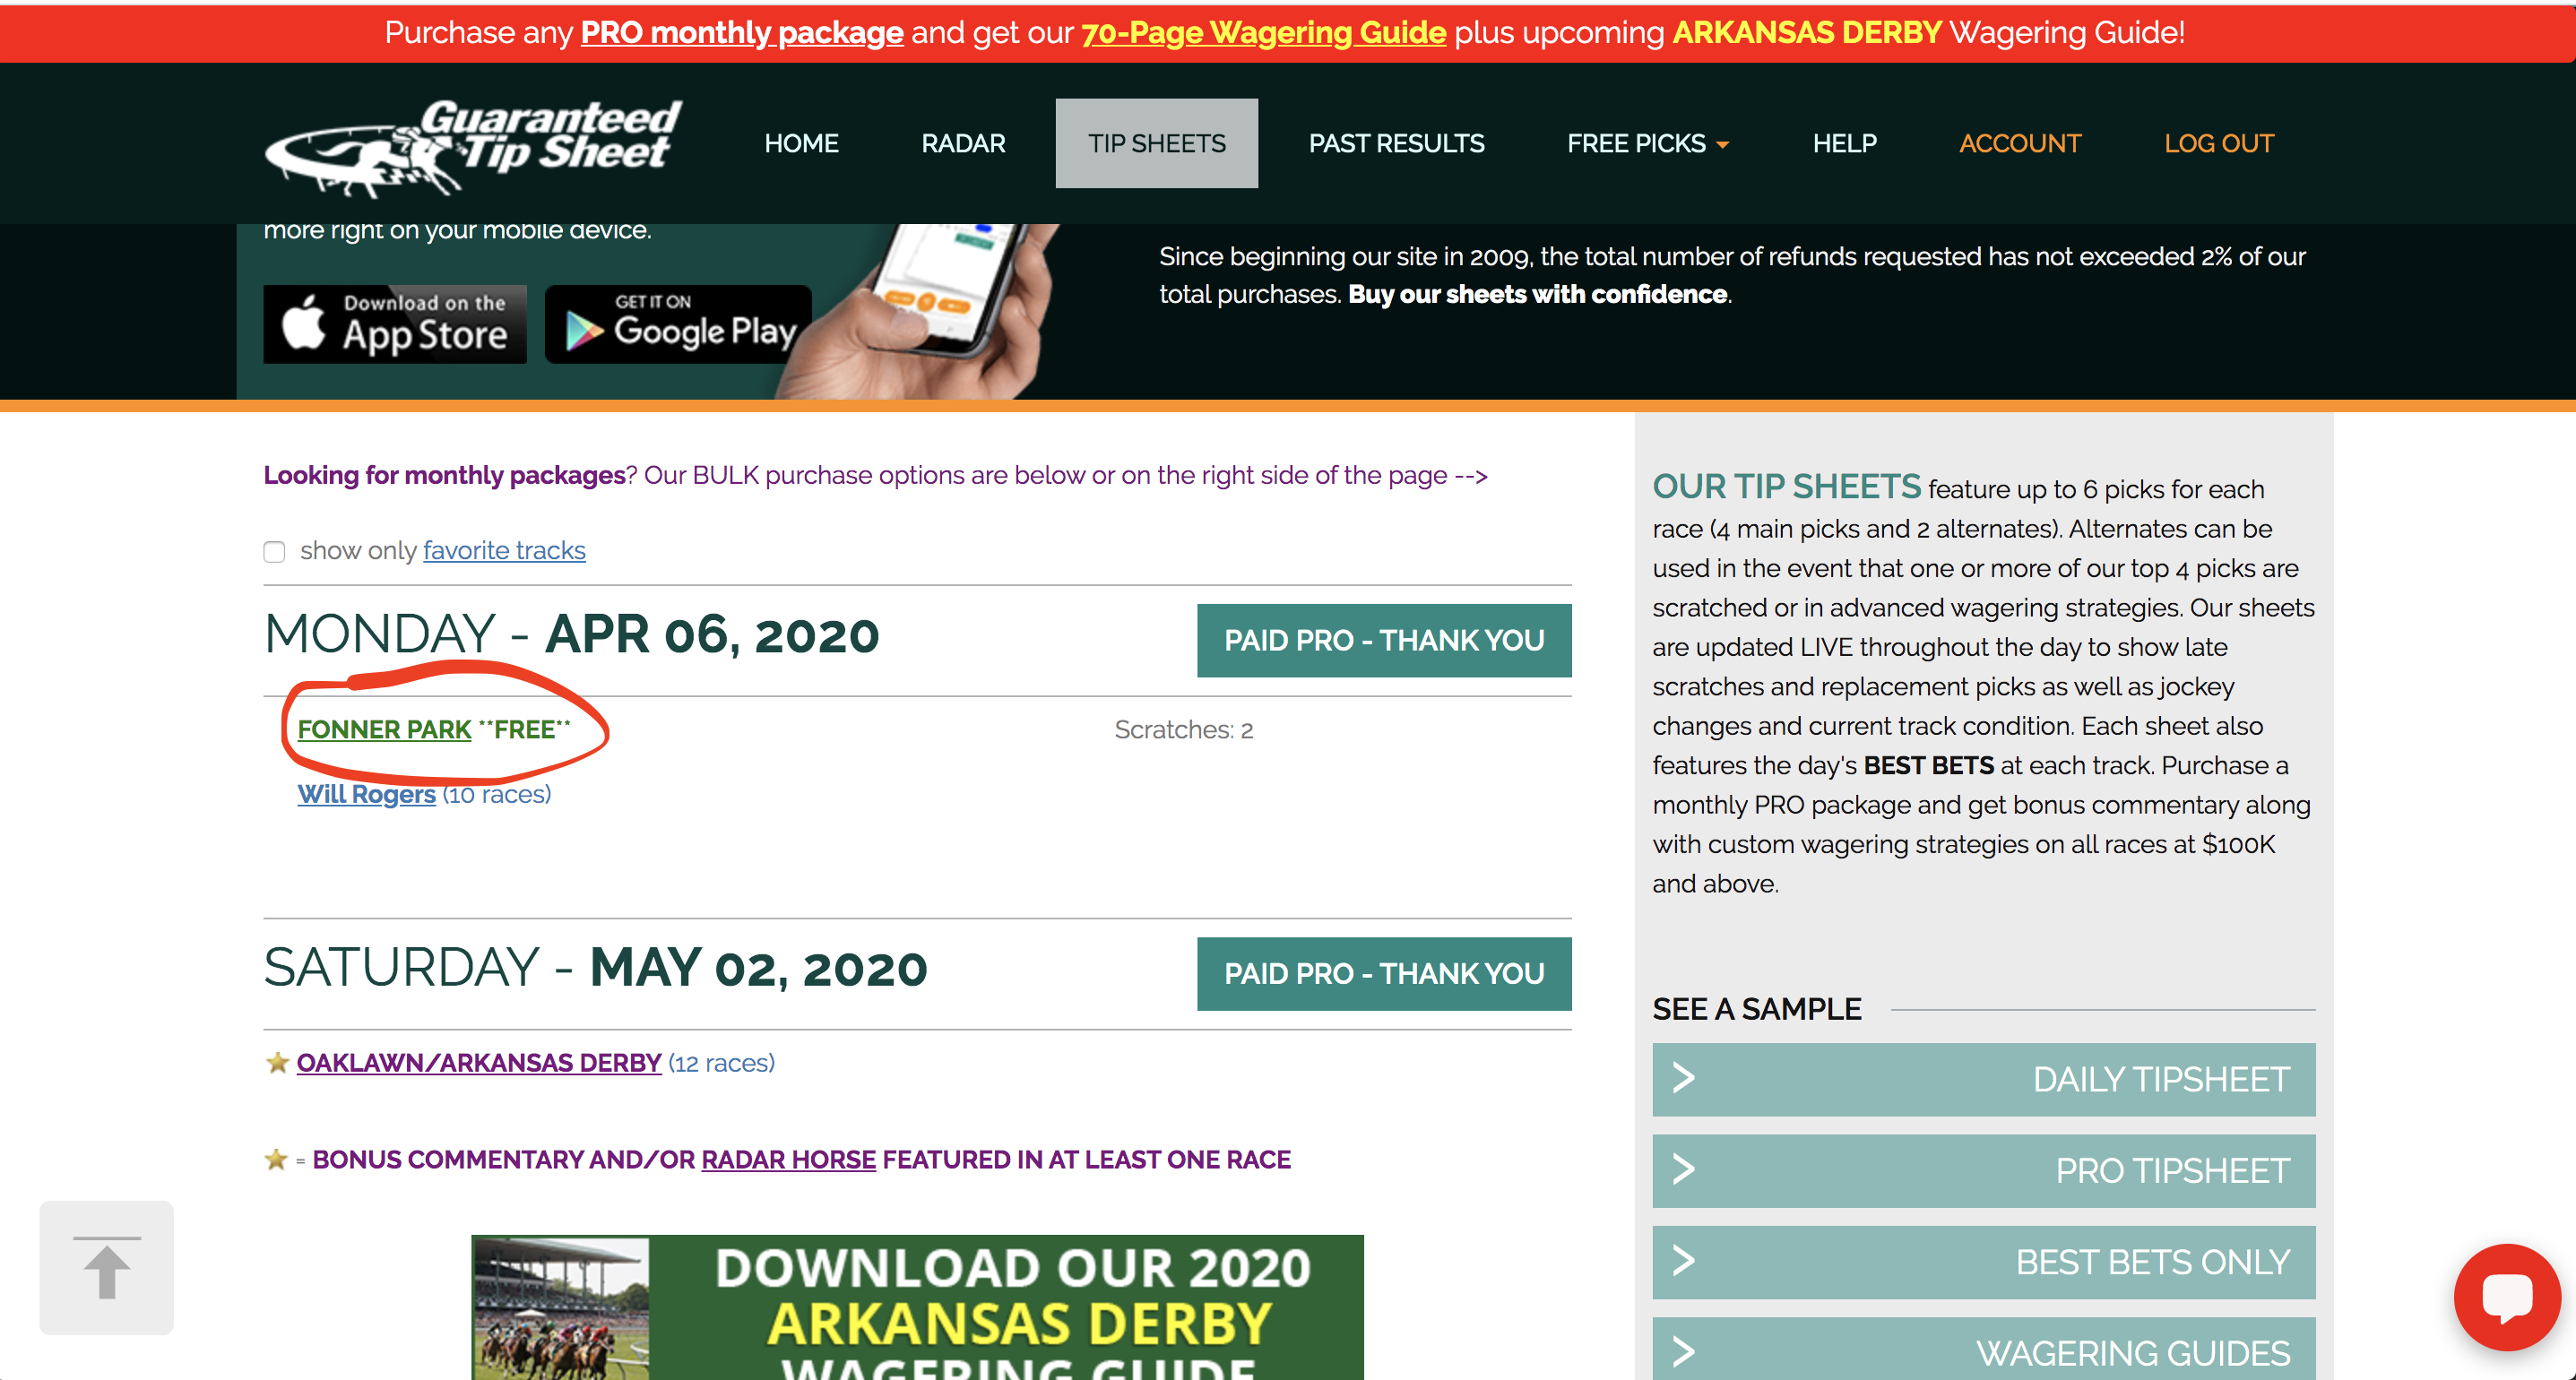 Purchase any PRO monthly package and get our 70-Page Wagering Guide plus upcoming ARKANSAS DERBY Wagering Guide!
Guaranteed
Tip Sheet
HOME
RADAR
TIP SHEETS
PAST RESULTS
FREE PICKS
HELP
ACCOUNT
LOG OUT
more right on your mobile device.
Download on the
App Store
GET IT ON
Google Play
Since beginning our site in 2009, the total number of refunds requested has not exceeded 2% of our
total purchases. Buy our sheets with confidence.
Looking for monthly packages? Our BULK purchase options are below or on the right side of the page -->
show only favorite tracks
MONDAY - APR 06, 2020
PAID PRO - THANK YOU
FONNER PARK **FREE**
Scratches: 2
Will Rogers (10 races)
SATURDAY - MAY 02, 2020
PAID PRO - THANK YOU
OAKLAWN/ARKANSAS DERBY (12 races)
= BONUS COMMENTARY AND/OR RADAR HORSE FEATURED IN AT LEAST ONE RACE
DOWNLOAD OUR 2020
ARKANSAS DERBY
WAGERING GUIDE
OUR TIP SHEETS feature up to 6 picks for each
race (4 main picks and 2 alternates). Alternates can be
used in the event that one or more of our top 4 picks are
scratched or in advanced wagering strategies. Our sheets
are updated LIVE throughout the day to show late
scratches and replacement picks as well as jockey
changes and current track condition. Each sheet also
features the day's BEST BETS at each track. Purchase a
monthly PRO package and get bonus commentary along
with custom wagering strategies on all races at $100K
and above.
SEE A SAMPLE
> DAILY TIPSHEET
> PRO TIPSHEET
> BEST BETS ONLY
> WAGERING GUIDES